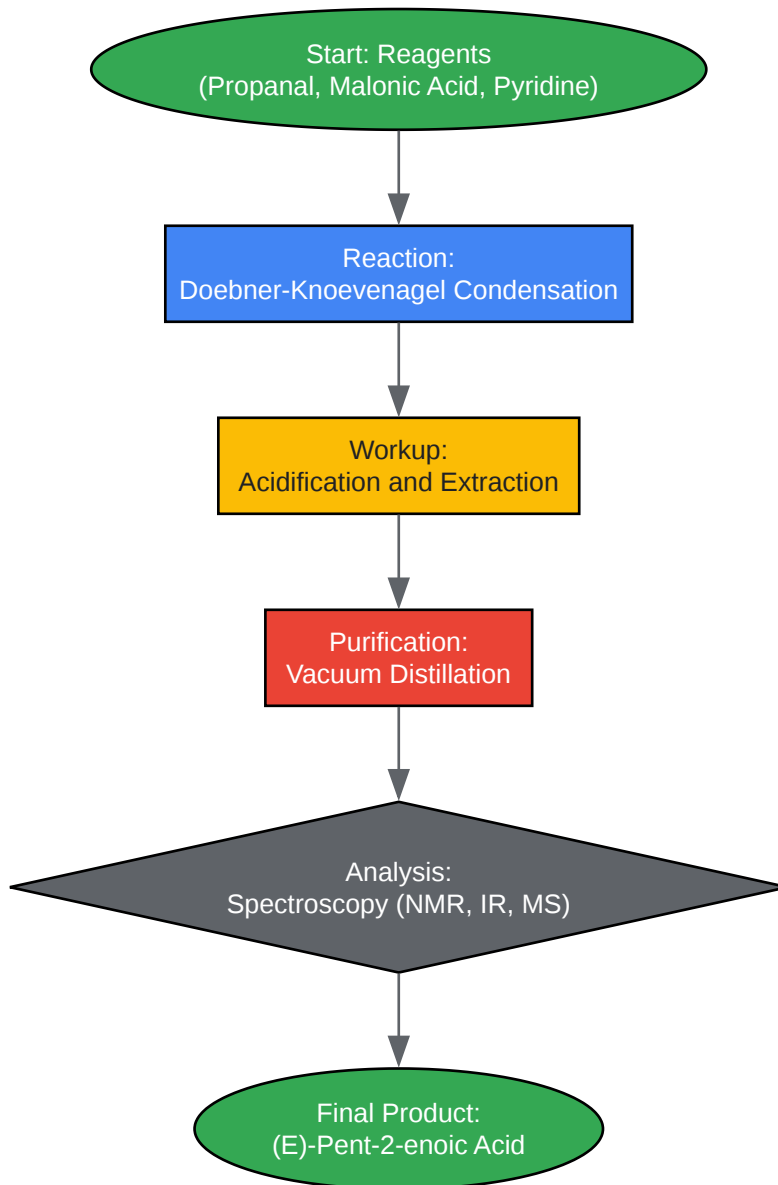 Start: Reagents
(Propanal, Malonic Acid, Pyridine)
Reaction:
Doebner-Knoevenagel Condensation
Workup:
Acidification and Extraction
Purification:
Vacuum Distillation
Analysis:
Spectroscopy (NMR, IR, MS)
Final Product:
(E)-Pent-2-enoic Acid